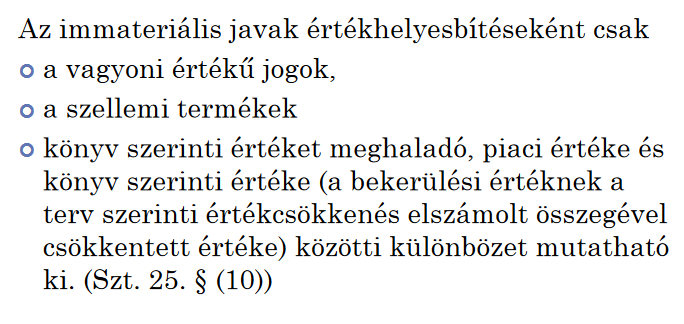 Az immateriális javak értékhelyesbítéseként csak
a vagyoni értékű jogok,
a szellemi termékek
könyv szerinti értéket meghaladó, piaci értéke és
könyv szerinti értéke (a bekerülési értéknek a
terv szerinti értékcsökkenés elszámolt összegével
csökkentett értéke) közötti különbözet mutatható
ki. (Szt. 25. § (10))